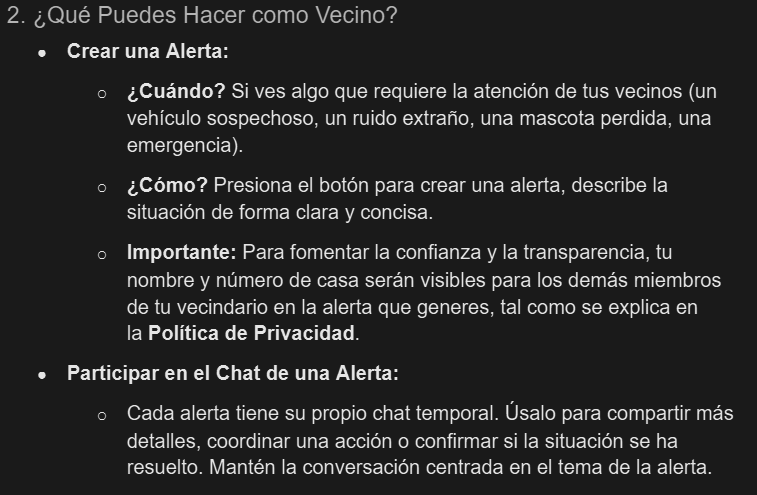 2. ¿Qué Puedes Hacer como Vecino?
• Crear una Alerta:
○ ¿Cuándo? Si ves algo que requiere la atención de tus vecinos (un
vehículo sospechoso, un ruido extraño, una mascota perdida, una
emergencia).
○ ¿Cómo? Presiona el botón para crear una alerta, describe la
situación de forma clara y concisa.
○ Importante: Para fomentar la confianza y la transparencia, tu
nombre y número de casa serán visibles para los demás miembros
de tu vecindario en la alerta que generes, tal como se explica en
la Política de Privacidad.
• Participar en el Chat de una Alerta:
○ Cada alerta tiene su propio chat temporal. Úsalo para compartir más
detalles, coordinar una acción o confirmar si la situación se ha
resuelto. Mantén la conversación centrada en el tema de la alerta.